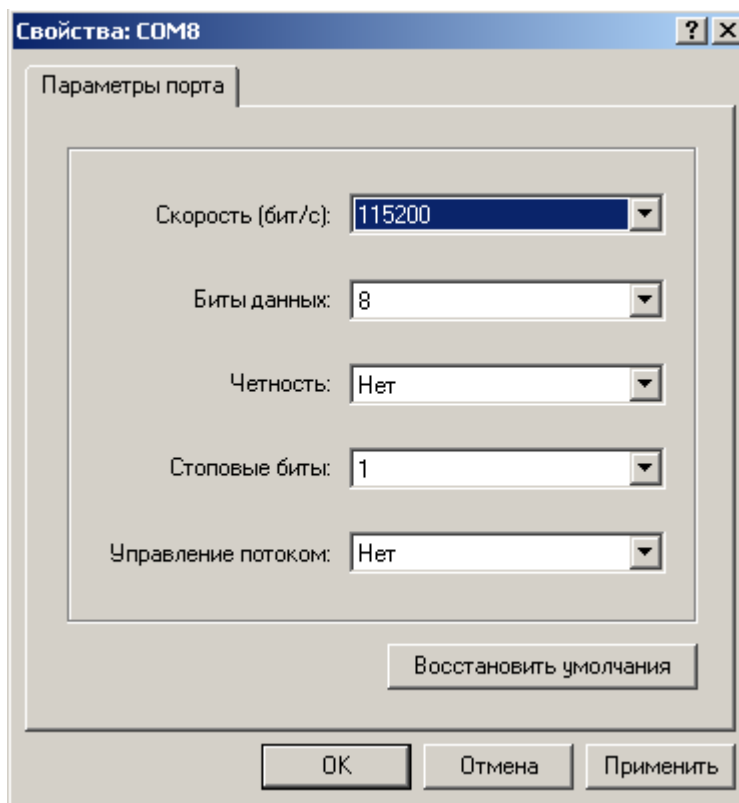 Свойства: COM8
Параметры порта
Скорость (бит/с): 115200
Биты данных: 8
Четность: Нет
Стоповые биты: 1
Управление потоком: Нет
Восстановить умолчания
OK Отмена Применить